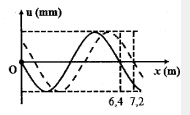 u (mm)
O
x (m)
6,4 7,2